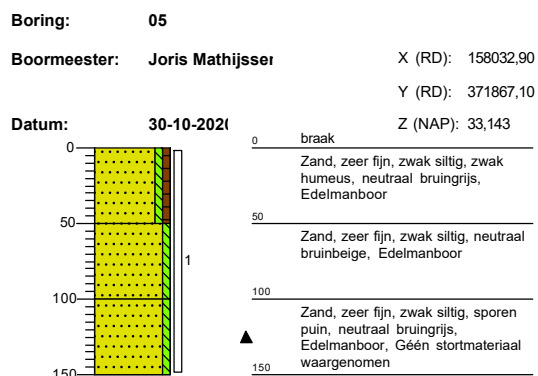 Boring: 05
Boormeester: Joris Mathijssen
X (RD): 158032,90
Y (RD): 371867,10
Datum: 30-10-2020
Z (NAP): 33,143
0
0 braak
Zand, zeer fijn, zwak siltig, zwak
humeus, neutraal bruingrijs,
Edelmanboor
50
50
Zand, zeer fijn, zwak siltig, neutraal
bruinbeige, Edelmanboor
1
100
100
Zand, zeer fijn, zwak siltig, sporen
puin, neutraal bruingrijs,
Edelmanboor, Géén stortmateriaal
waargenomen
150
150